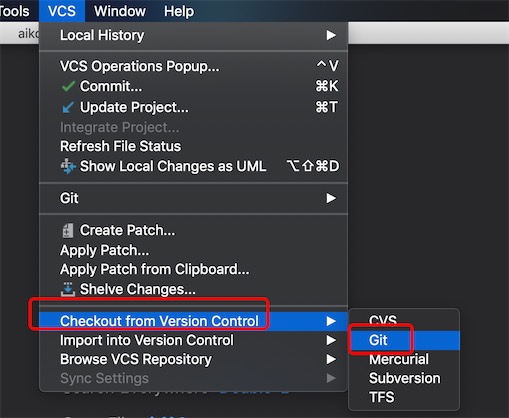 Tools VCS Window Help
aiko
Local History
VCS Operations Popup... ⌃V
Commit... ⌘K
Update Project... ⌘T
Integrate Project...
Refresh File Status
Show Local Changes as UML ⌥⇧⌘D
Git
Create Patch...
Apply Patch...
Apply Patch from Clipboard...
Shelve Changes...
Checkout from Version Control
CVS
Import into Version Control
Git
Browse VCS Repository
Mercurial
Sync Settings
Subversion
TFS